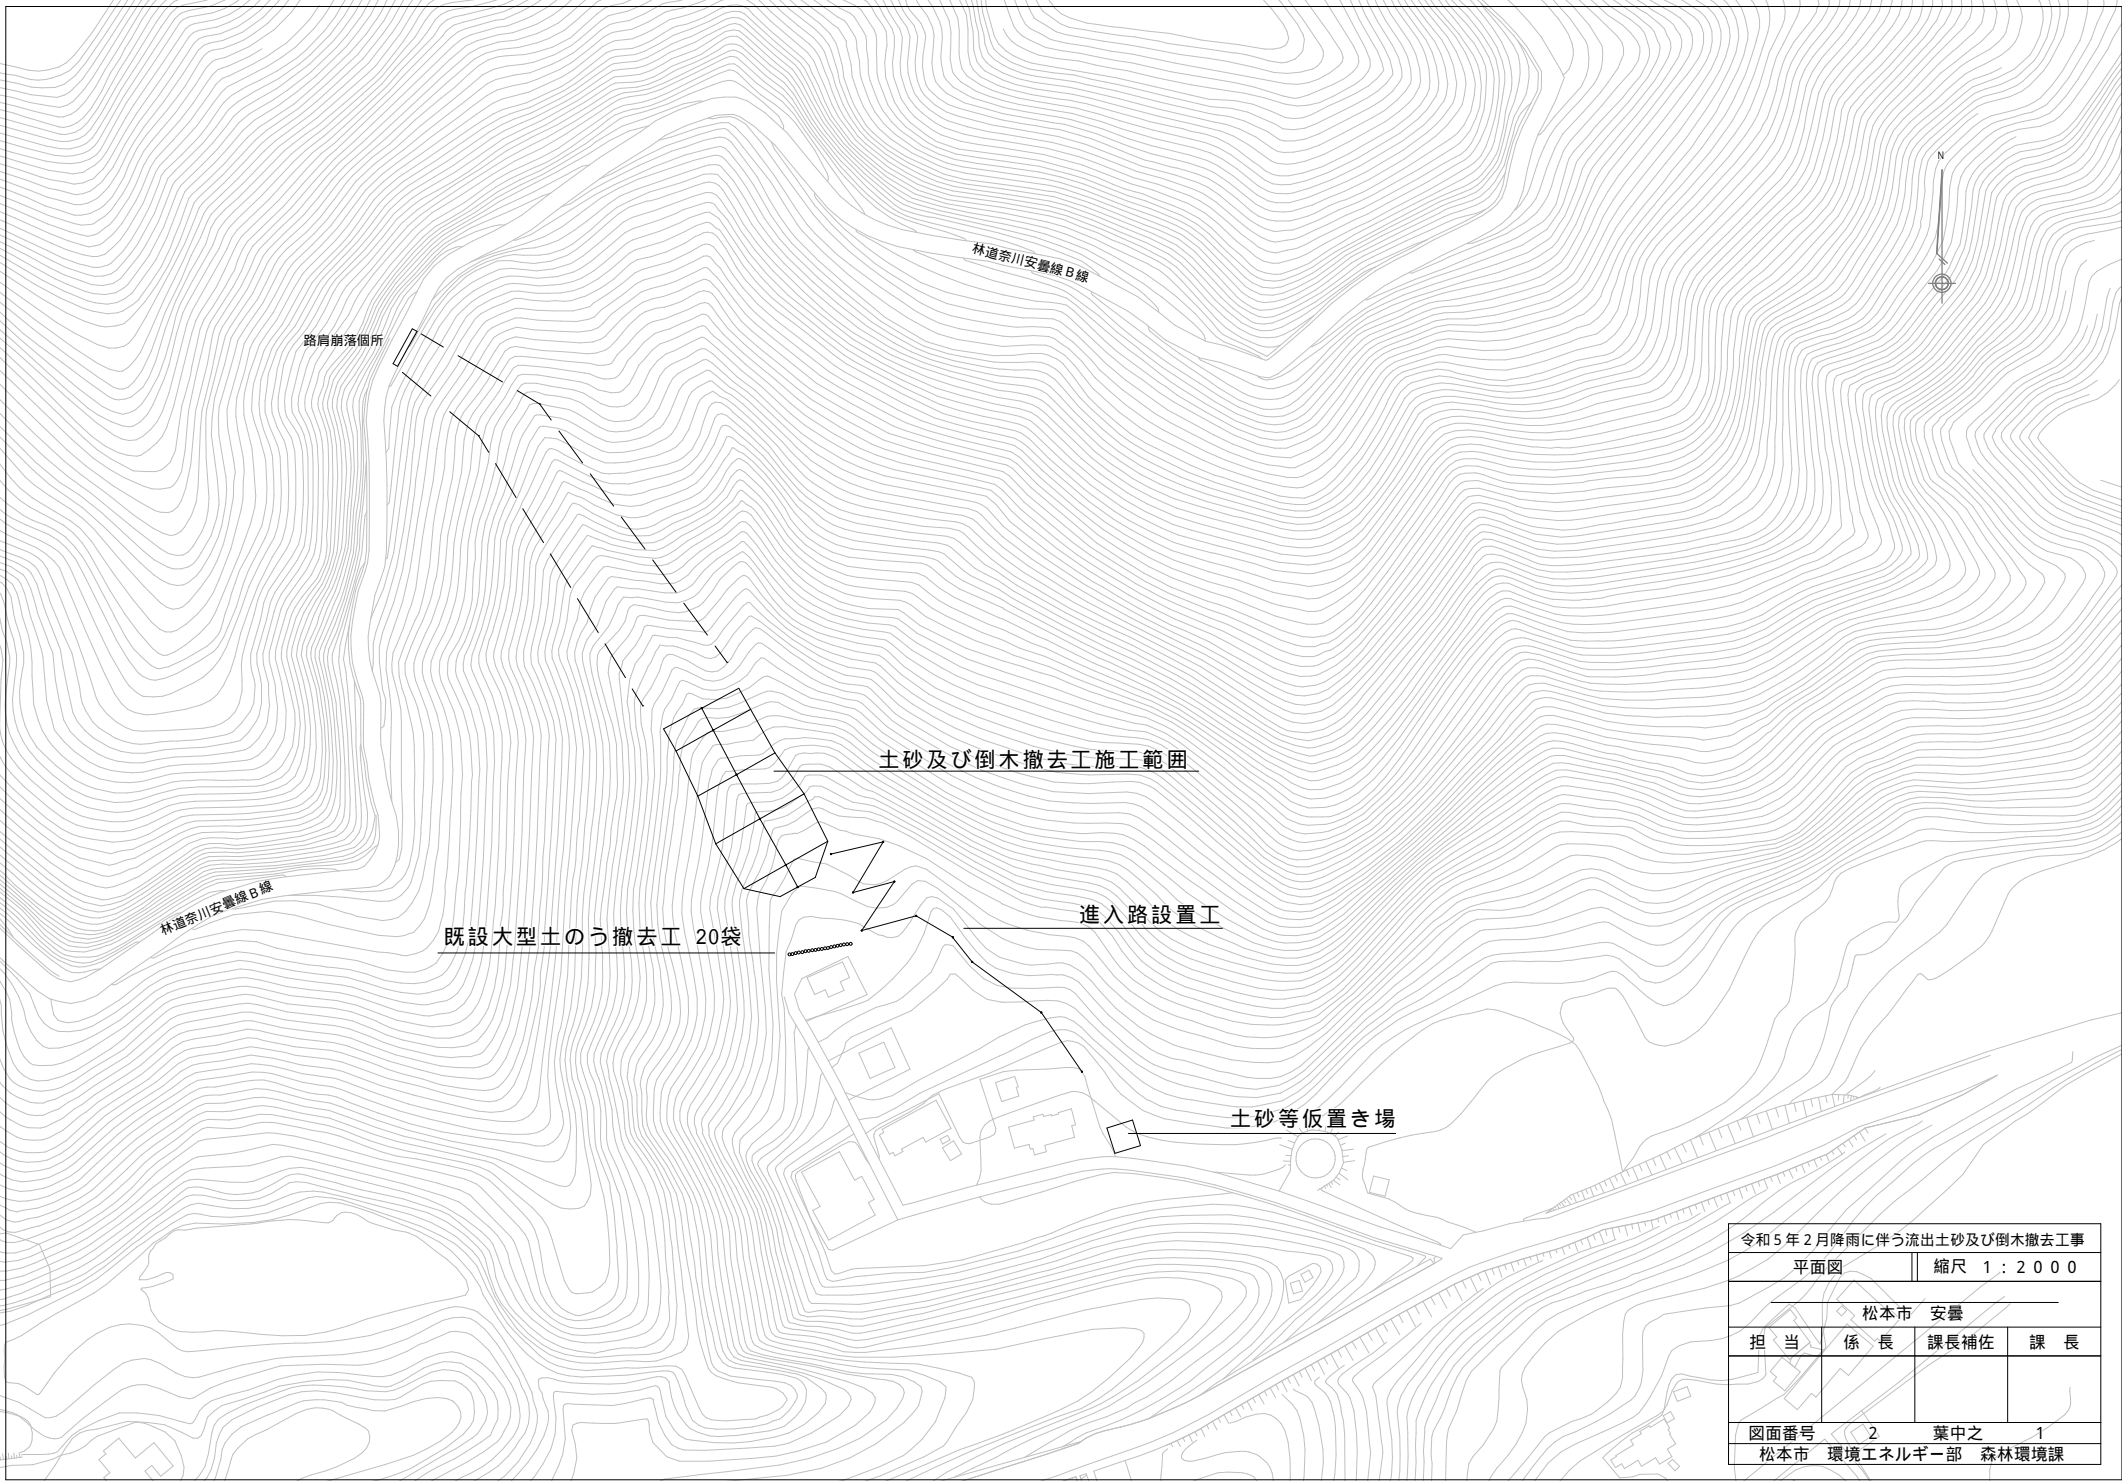 N
林道奈川安曇線Ｂ線
路肩崩落個所
土砂及び倒木撤去工施工範囲
林道奈川安曇線Ｂ線
進入路設置工
既設大型土のう撤去工 20袋
土砂等仮置き場
令和５年２月降雨に伴う流出土砂及び倒木撤去工事
平面図 縮尺 １：２０００
松本市　安曇
担　当 係　長 課長補佐 課　長
図面番号 2 葉中之 1
松本市　環境エネルギー部　森林環境課